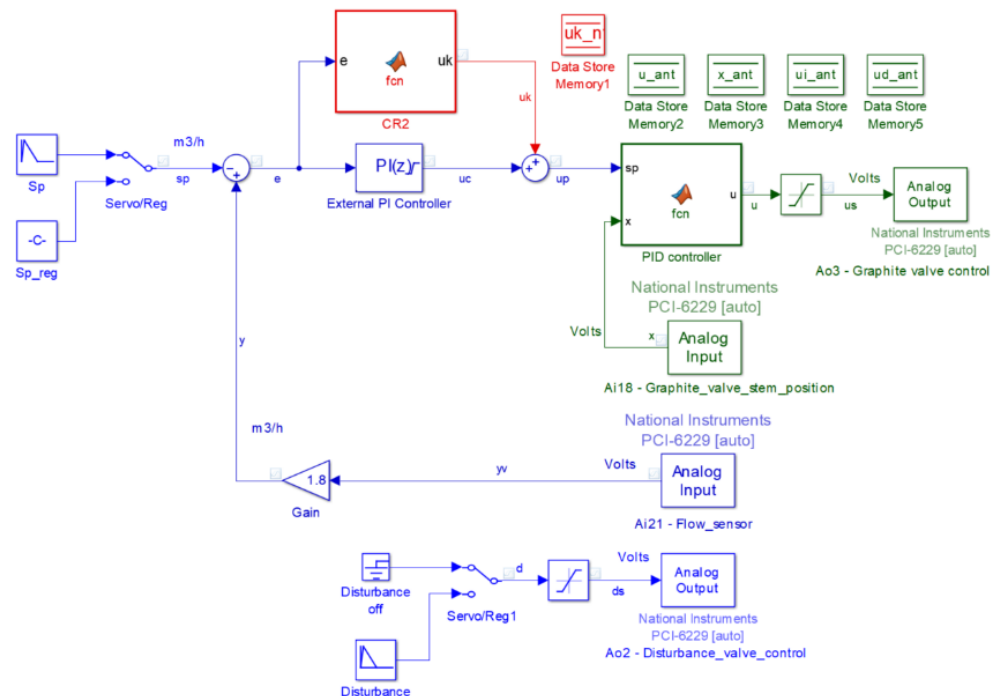 e
fcn
uk
CR2
uk_n
Data Store
Memory1
uk
u_ant
x_ant
ui_ant
ud_ant
Data Store
Memory2
Data Store
Memory3
Data Store
Memory4
Data Store
Memory5
Sp
m3/h
sp
Servo/Reg
-C-
Sp_reg
e
PI(z)
External PI Controller
uc
up
sp
x
fcn
u
PID controller
u
us
Volts
Analog
Output
National Instruments
PCI-6229 [auto]
Ao3 - Graphite valve control
National Instruments
PCI-6229 [auto]
Volts
x
Analog
Input
Ai18 - Graphite_valve_stem_position
y
m3/h
1.8
Gain
yv
National Instruments
PCI-6229 [auto]
Volts
Analog
Input
Ai21 - Flow_sensor
Disturbance
off
Servo/Reg1
d
ds
Volts
Analog
Output
National Instruments
PCI-6229 [auto]
Ao2 - Disturbance_valve_control
Disturbance